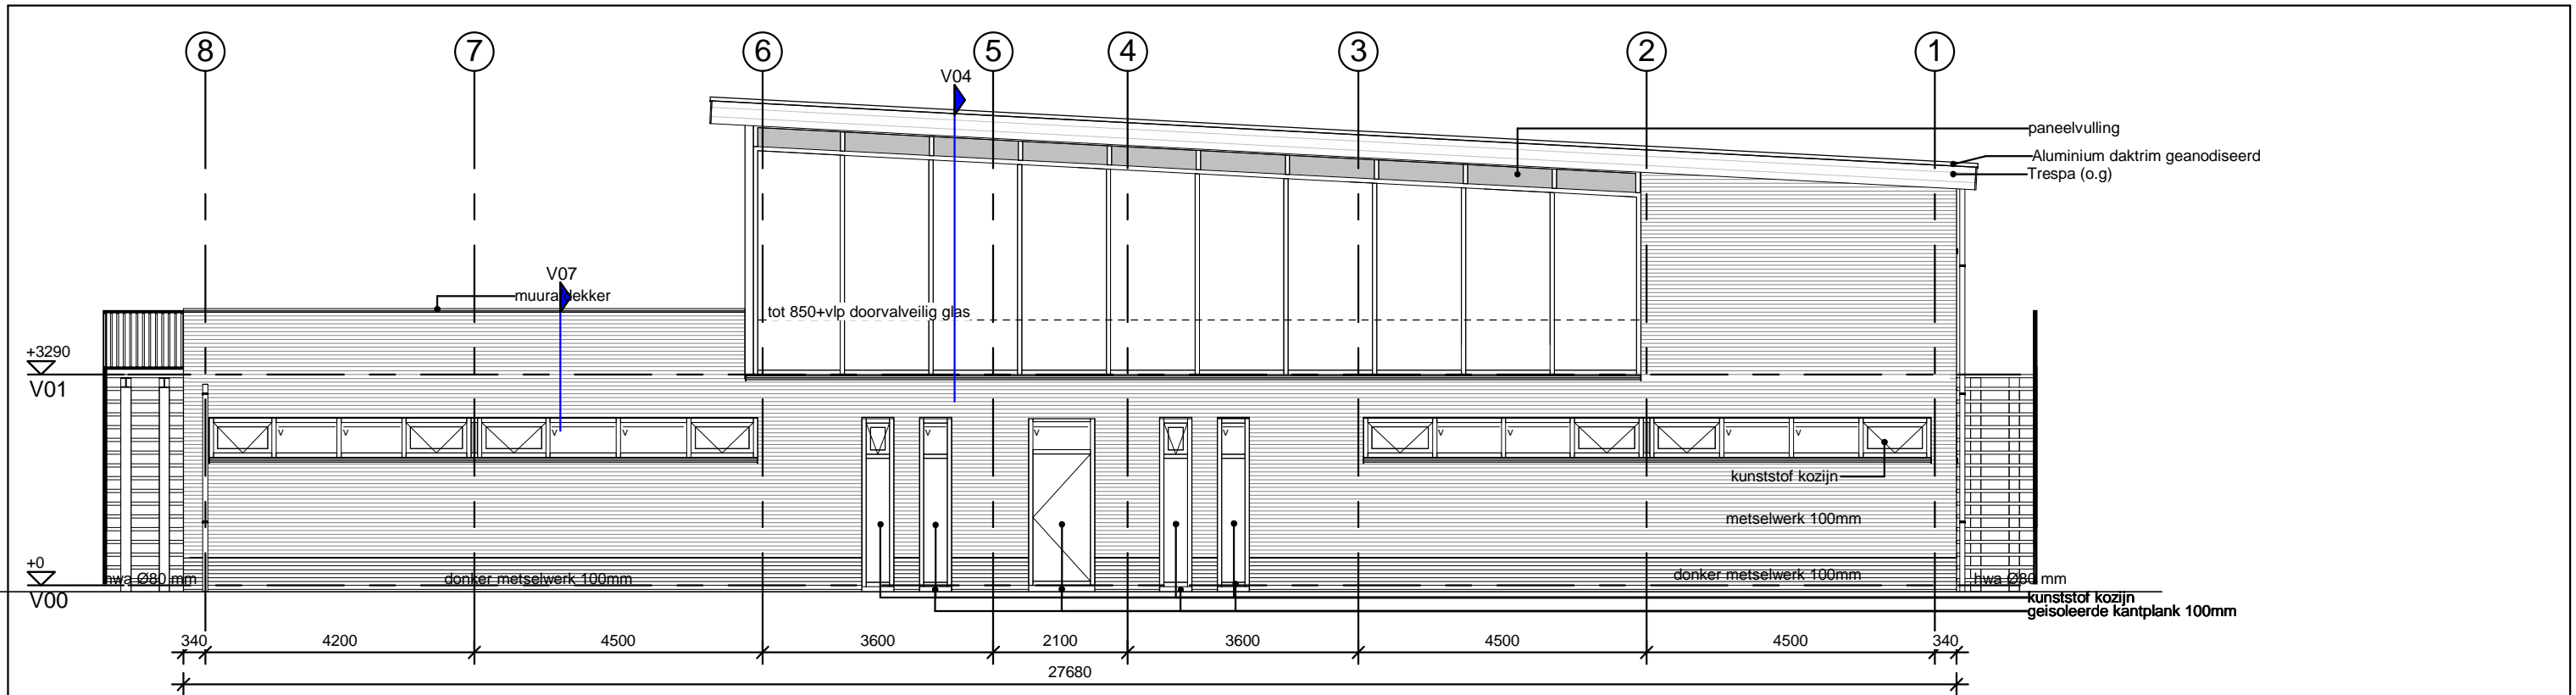 8 7 6 5 4 3 2 1
V04
paneelvulling
Aluminium daktrim geanodiseerd
Trespa (o.g)
V07
muurafdekker
tot 850+vlp doorvalveilig glas
+3290
V01
v v v v v v v v v v v
kunststof kozijn
metselwerk 100mm
+0
hwa Ø80 mm donker metselwerk 100mm donker metselwerk 100mm hwa Ø80 mm
V00
kunststof kozijn
geisoleerde kantplank 100mm
340 4200 4500 3600 2100 3600 4500 4500 340
27680